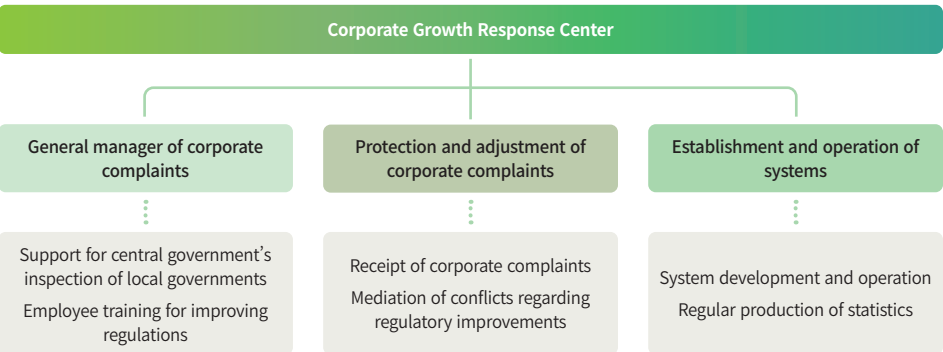 Corporate Growth Response Center
General manager of corporate
complaints
Protection and adjustment of
corporate complaints
Establishment and operation of
systems
Support for central government's
inspection of local governments
Employee training for improving
regulations
Receipt of corporate complaints
Mediation of conflicts regarding
regulatory improvements
System development and operation
Regular production of statistics